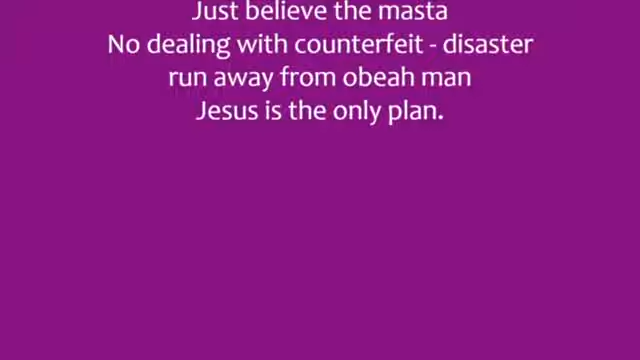 Just believe the masta
No dealing with counterfeit - disaster
run away from obeah man
Jesus is the only plan.